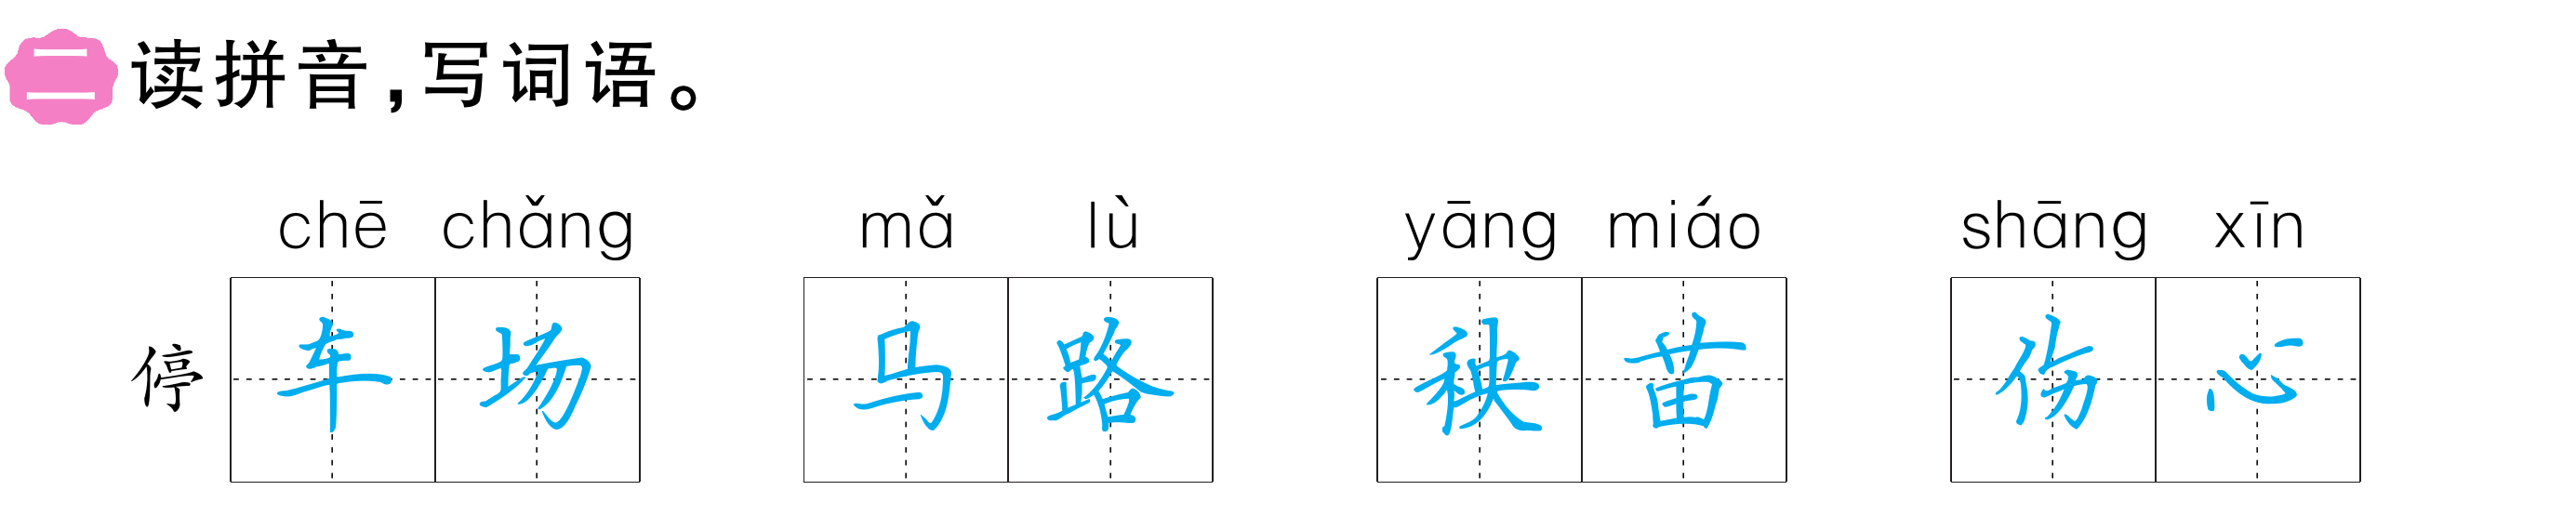 二 读拼音,写词语。
chē chǎng mǎ lù yāng miáo shāng xīn
停 车 场 马 路 秧 苗 伤 心